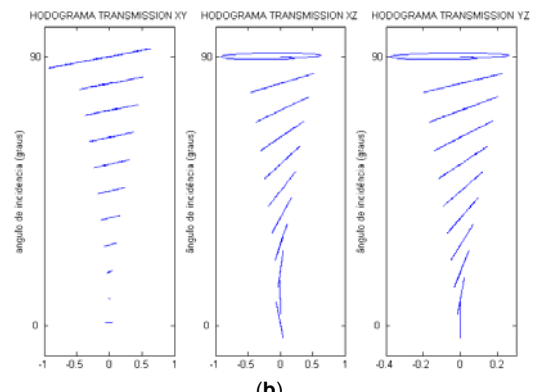 HODOGRAMA TRANSMISSION XY
HODOGRAMA TRANSMISSION XZ
HODOGRAMA TRANSMISSION YZ
90
0
ângulo de incidência (graus)
-1 -0.5 0 0.5 1
90
0
ângulo de incidência (graus)
-1 -0.5 0 0.5 1
90
0
ângulo de incidência (graus)
-0.4 -0.2 0 0.2
(b)